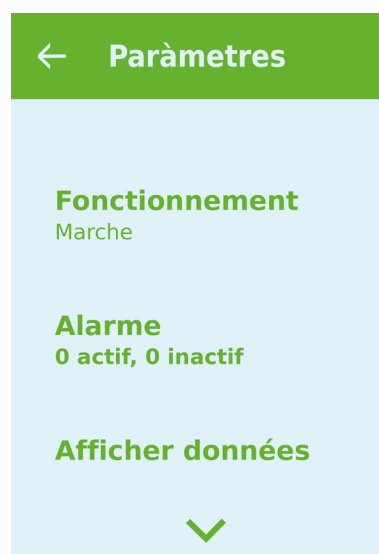 Paràmetres
Fonctionnement
Marche
Alarme
0 actif, 0 inactif
Afficher données